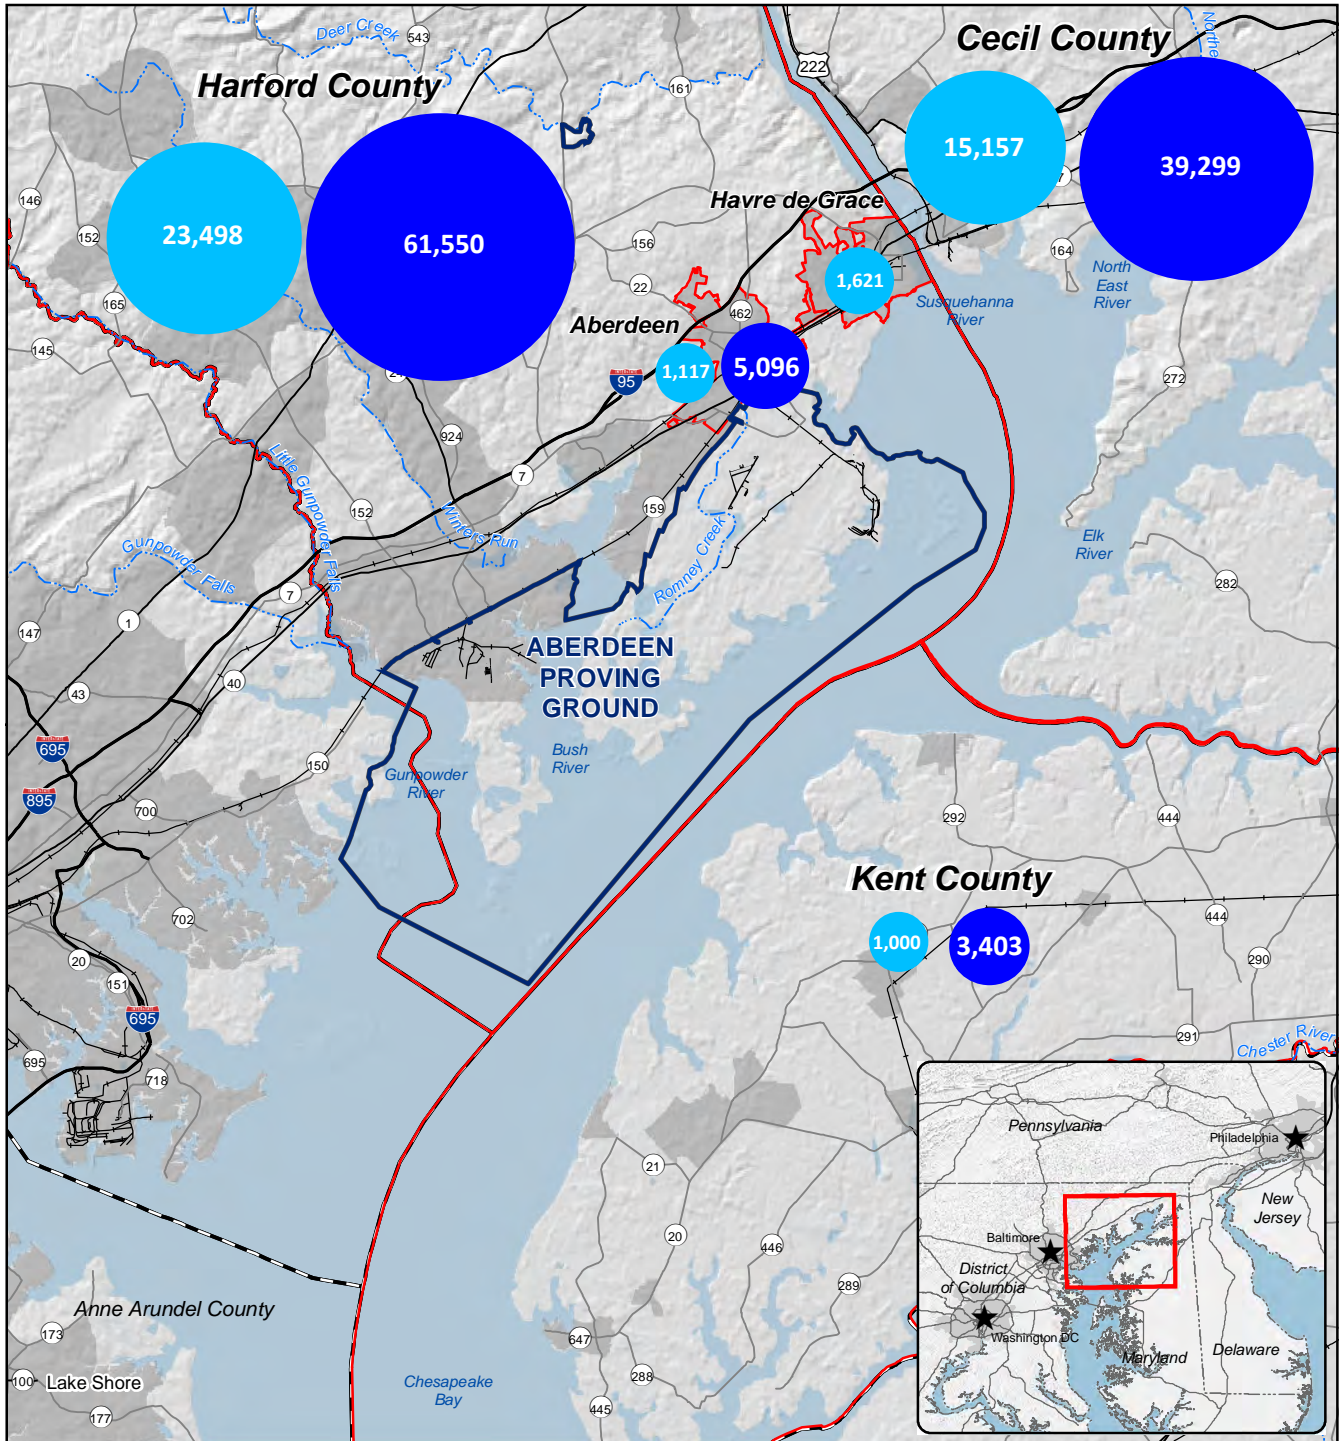 Deer Creek
543
Northe
Cecil County
222
Harford County
161
15,157
39,299
7
146
152
23,498
61,550
Havre de Grace
156
164
North
East
River
22
1,621
165
462
Susquehanna
River
Aberdeen
145
95
1,117
5,096
272
924
Little Gunpowder Falls
7
152
159
Winters Run
Gunpowder Falls
Elk
River
Romney Creek
282
7
1
147
ABERDEEN
PROVING
GROUND
40
43
695
Bush
River
150
Gunpowder
River
895
700
292
444
Kent County
702
444
1,000
3,403
20
290
151
695
291
Chester River
695
718
Pennsylvania
Philadelphia
21
New
Jersey
20
446
Baltimore
District
of Columbia
289
Anne Arundel County
173
647
Washington DC
Maryland
Delaware
288
100
Lake Shore
Chesapeake
Bay
177
445